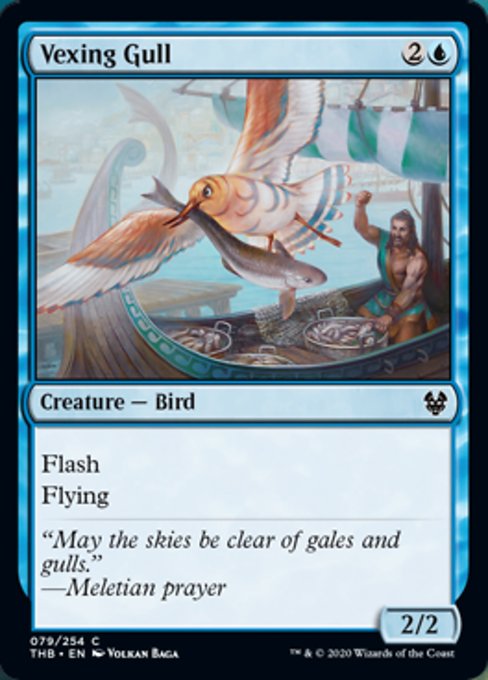 Vexing Gull 2
Creature — Bird
Flash
Flying
“May the skies be clear of gales and
gulls.”
—Meletian prayer
2/2
079/254 C
THB • EN VOLKAN BAGA
™ & © 2020 Wizards of the Coast